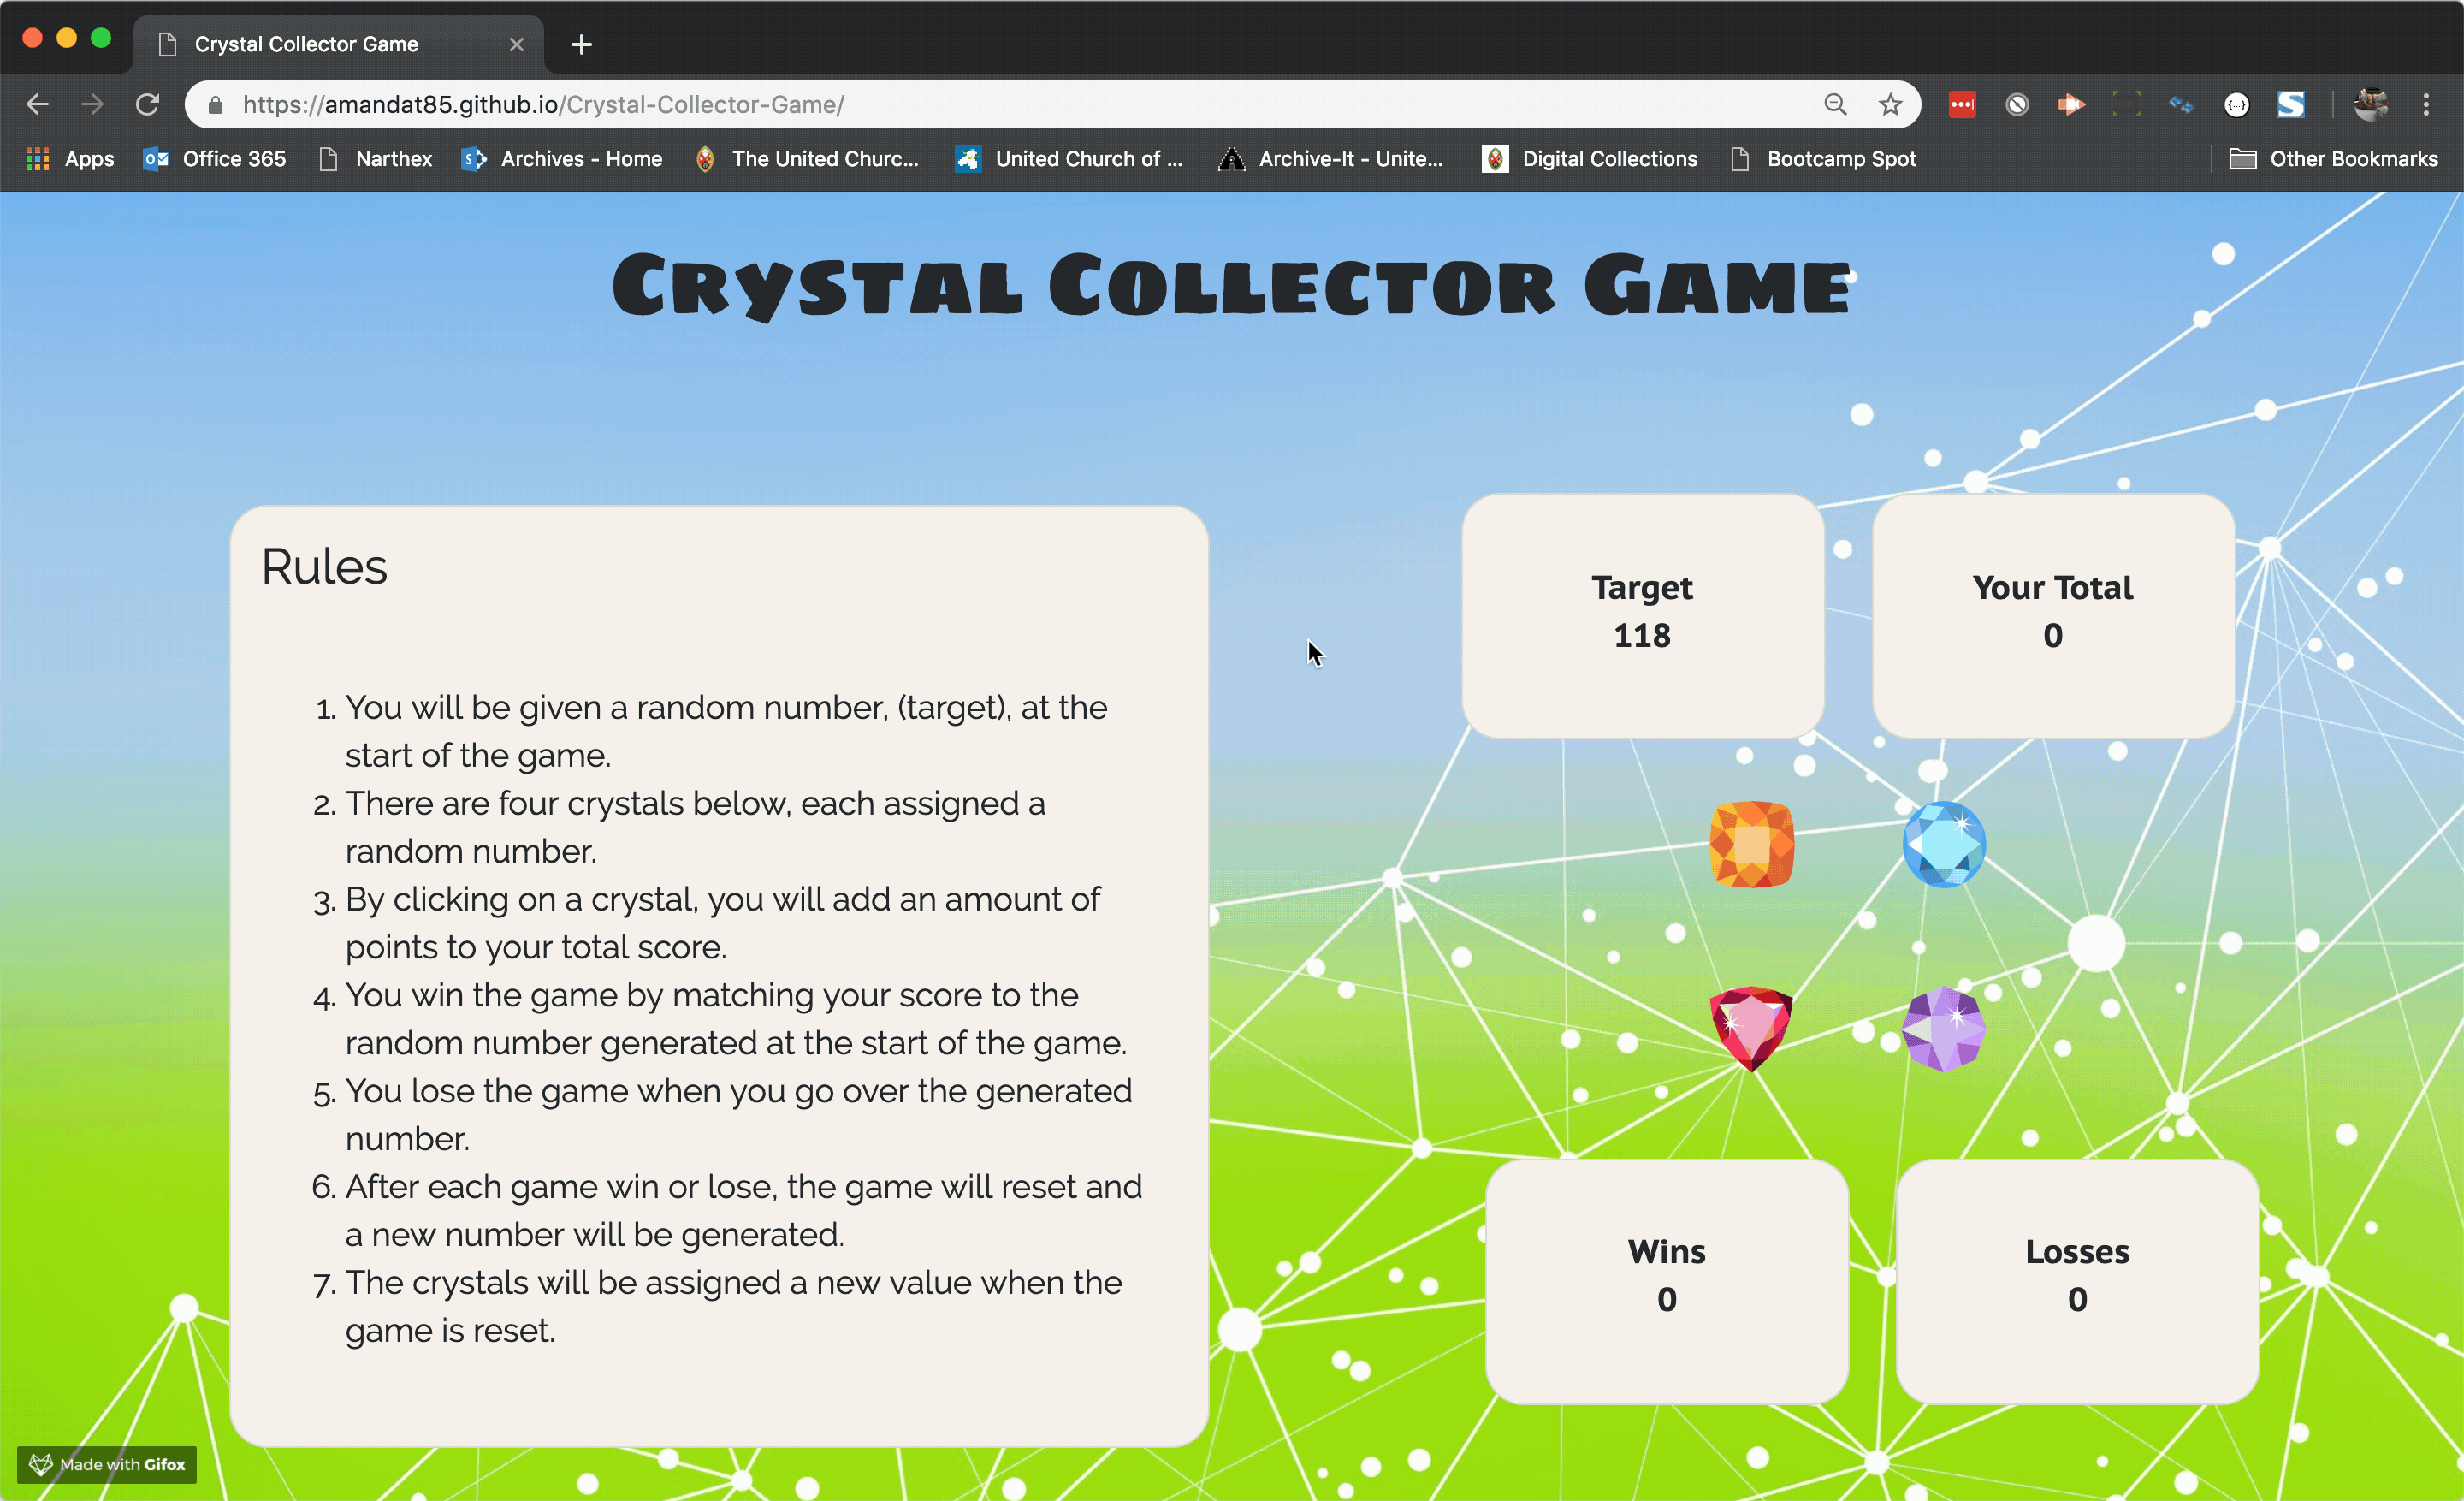 Crystal Collector Game
https://amandat85.github.io/Crystal-Collector-Game/
Apps Office 365 Narthex Archives - Home The United Churc... United Church of ... Archive-It - Unite... Digital Collections Bootcamp Spot Other Bookmarks
Crystal Collector Game
Rules
1. You will be given a random number, (target), at the
start of the game.
2. There are four crystals below, each assigned a
random number.
3. By clicking on a crystal, you will add an amount of
points to your total score.
4. You win the game by matching your score to the
random number generated at the start of the game.
5. You lose the game when you go over the generated
number.
6. After each game win or lose, the game will reset and
a new number will be generated.
7. The crystals will be assigned a new value when the
game is reset.
Target
118
Your Total
0
Wins
0
Losses
0
Made with Gifox